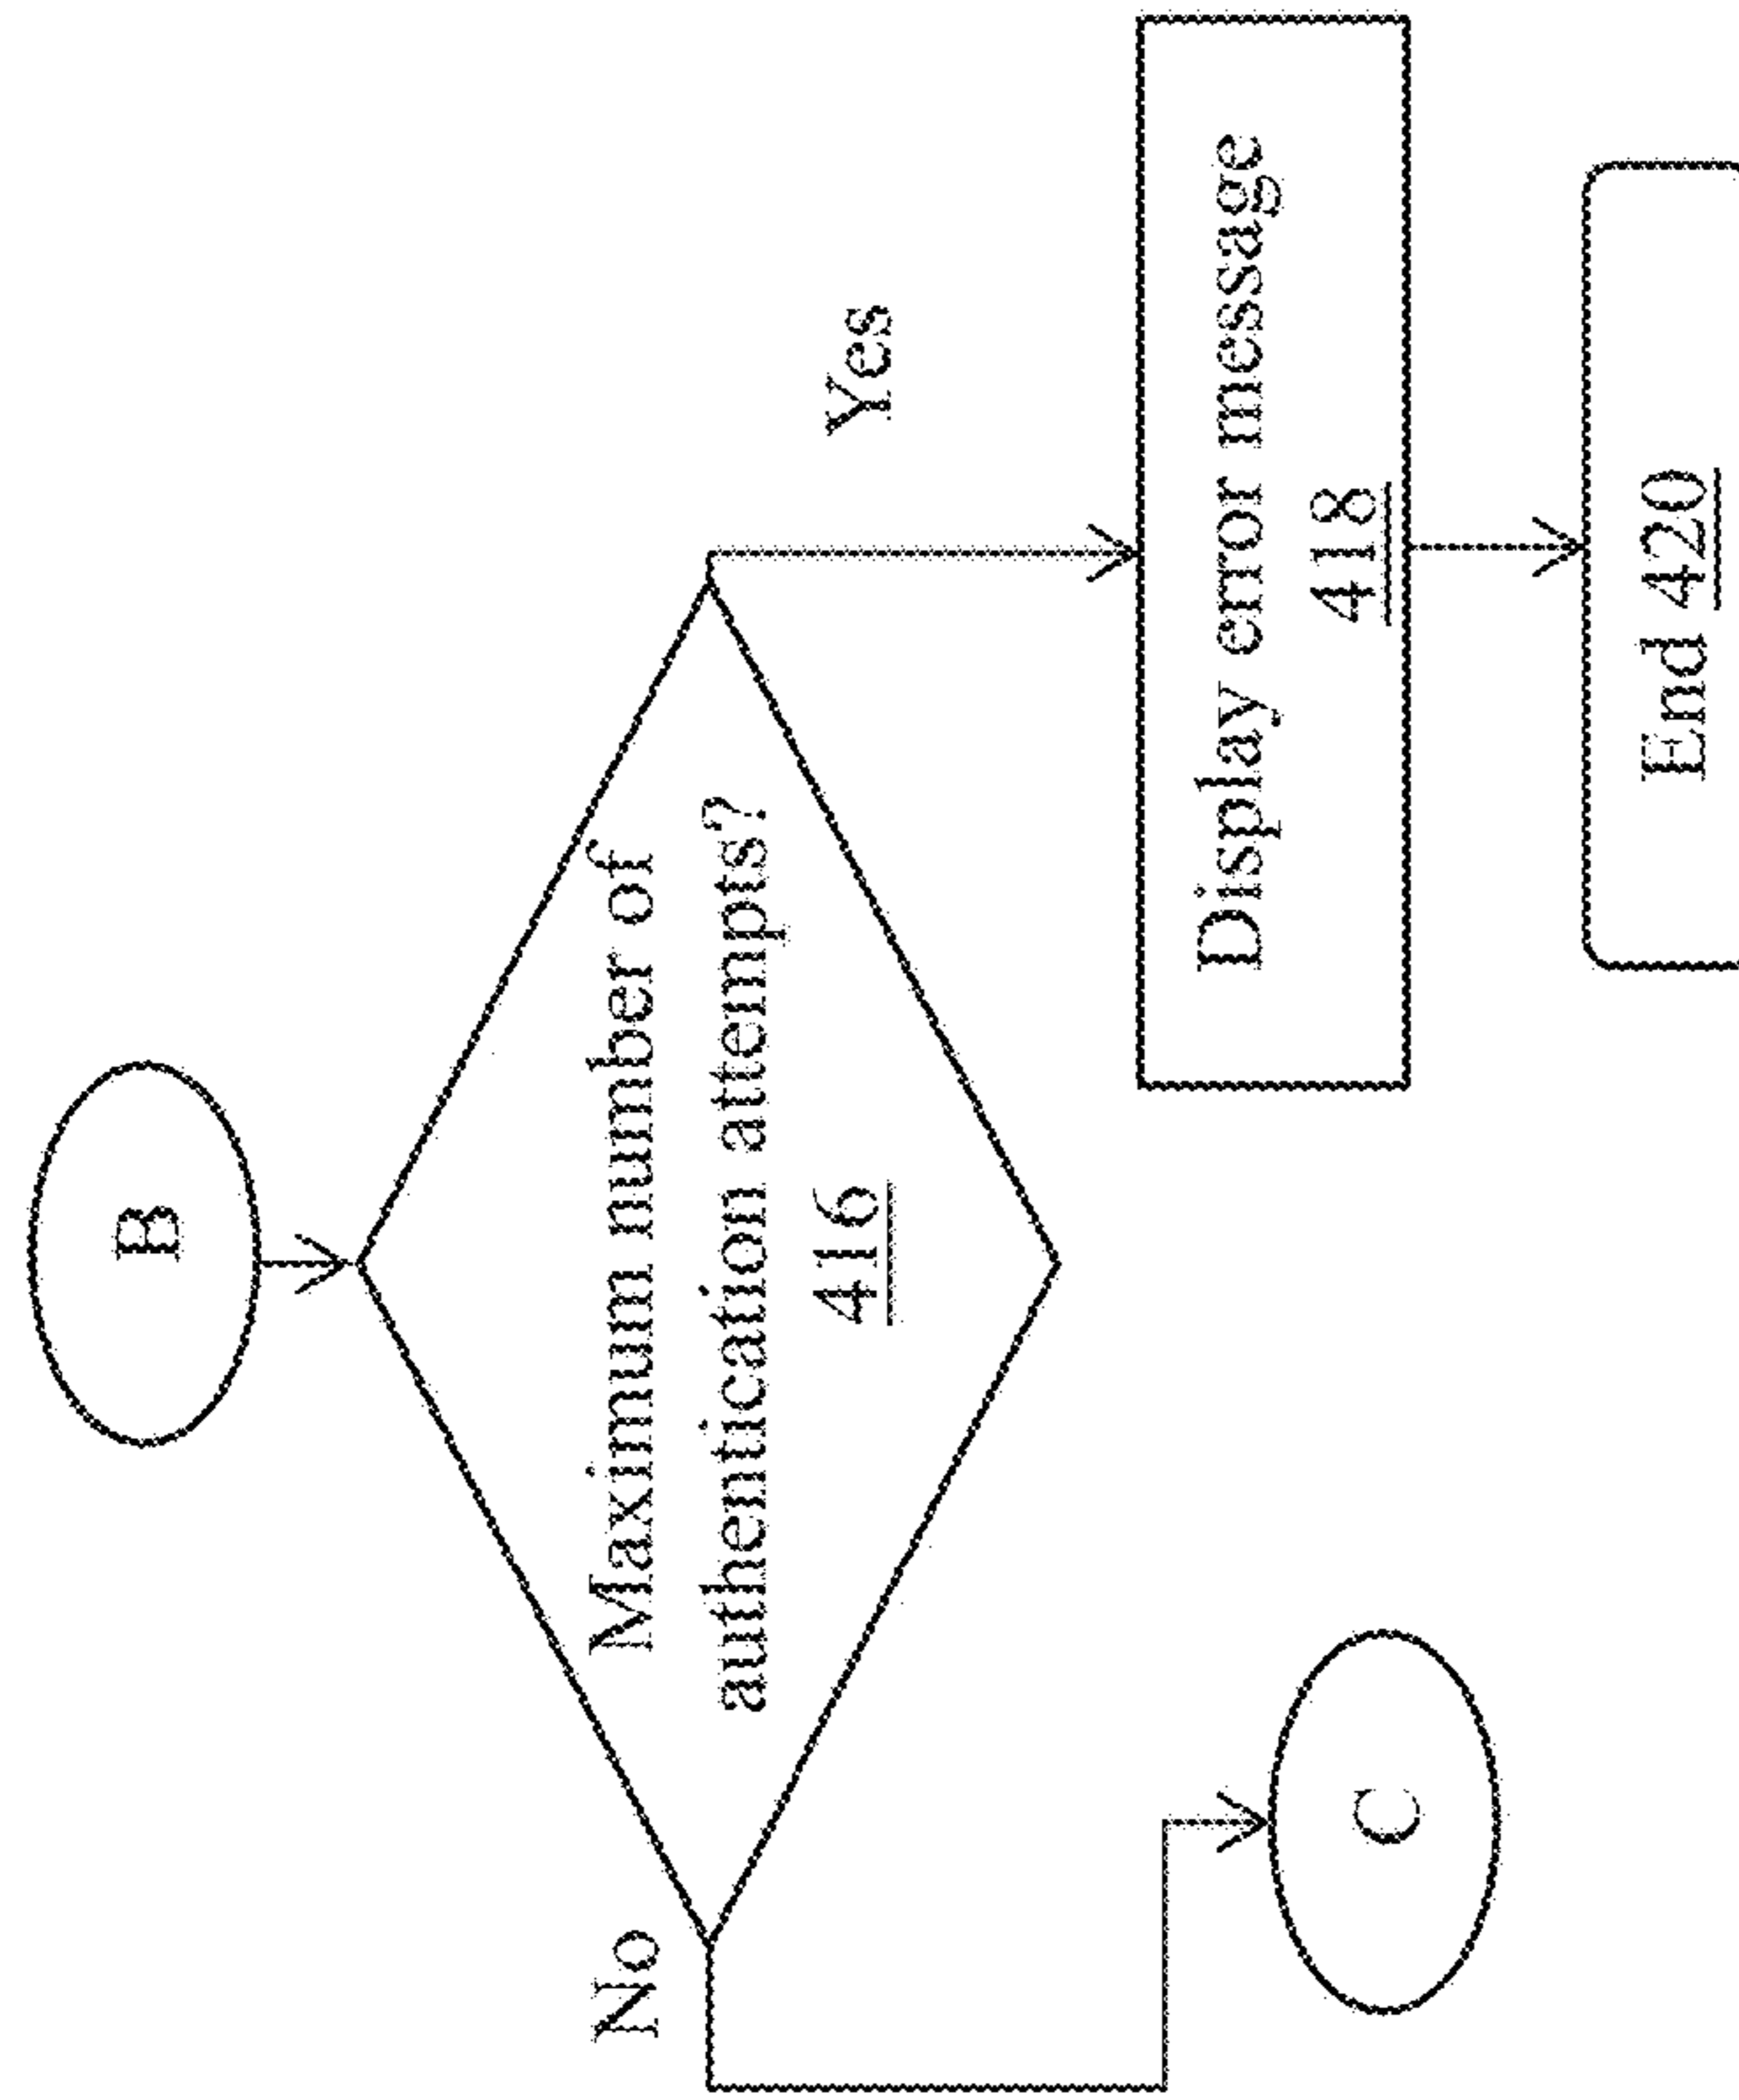 B
Maximum number of
authentication attempts?
416
No
Yes
Display error message
418
C
End 420